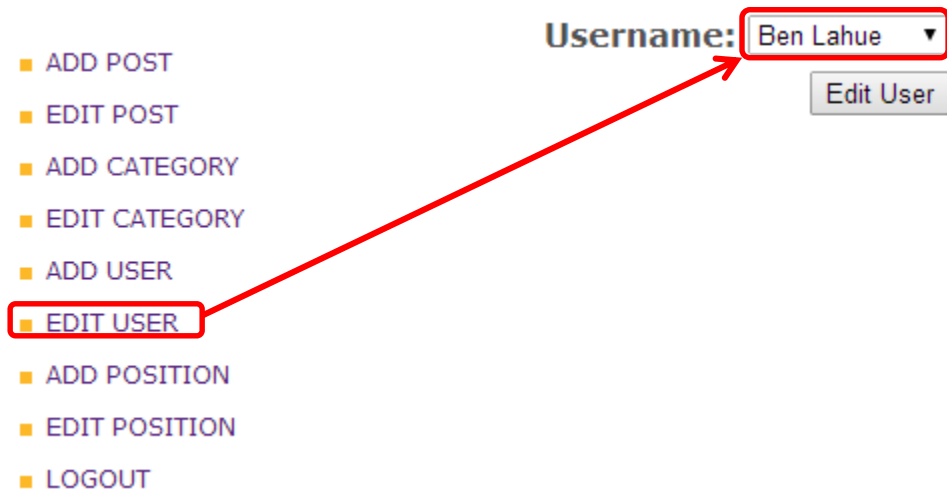 Username: Ben Lahue
Edit User
ADD POST
EDIT POST
ADD CATEGORY
EDIT CATEGORY
ADD USER
EDIT USER
ADD POSITION
EDIT POSITION
LOGOUT